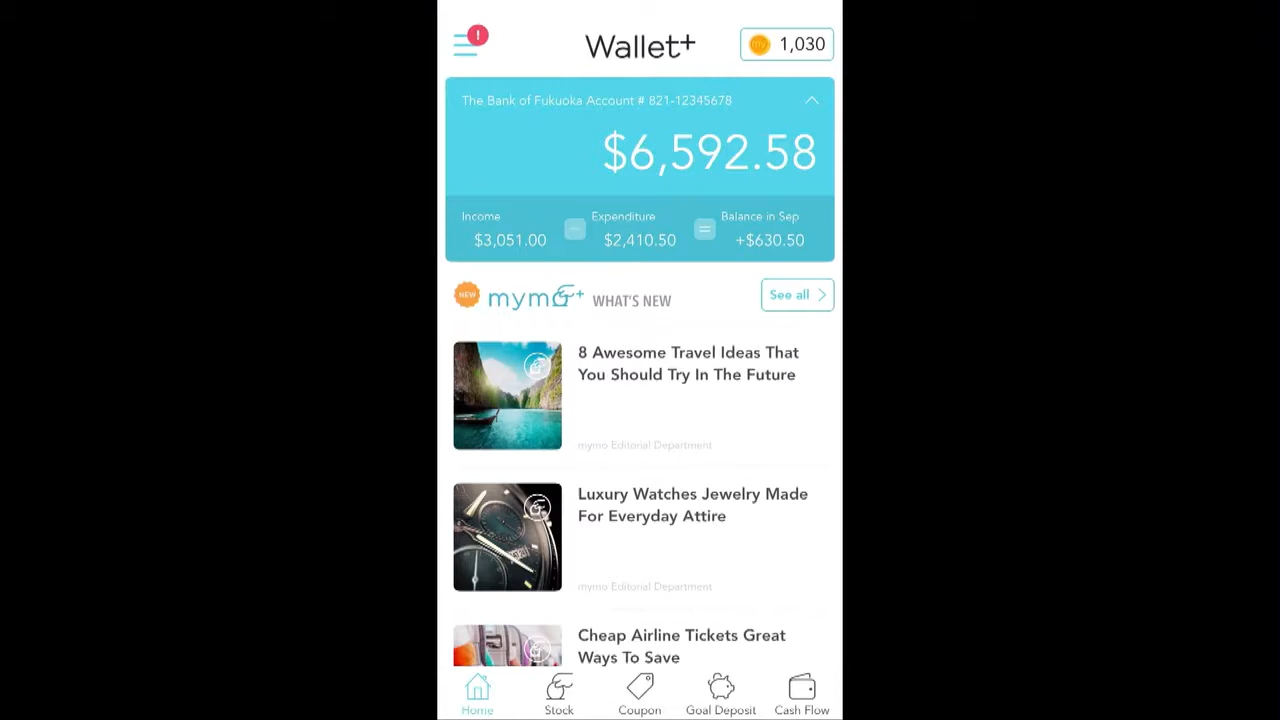 !
Wallet+
my 1,030
The Bank of Fukuoka Account # 821-12345678
$6,592.58
Income
Expenditure
Balance in Sep
$3,051.00
−
$2,410.50
=
+$630.50
NEW
mymo+ WHAT'S NEW
See all
8 Awesome Travel Ideas That
You Should Try In The Future
mymo Editorial Department
Luxury Watches Jewelry Made
For Everyday Attire
mymo Editorial Department
Cheap Airline Tickets Great
Ways To Save
Home
Stock
Coupon
Goal Deposit
Cash Flow